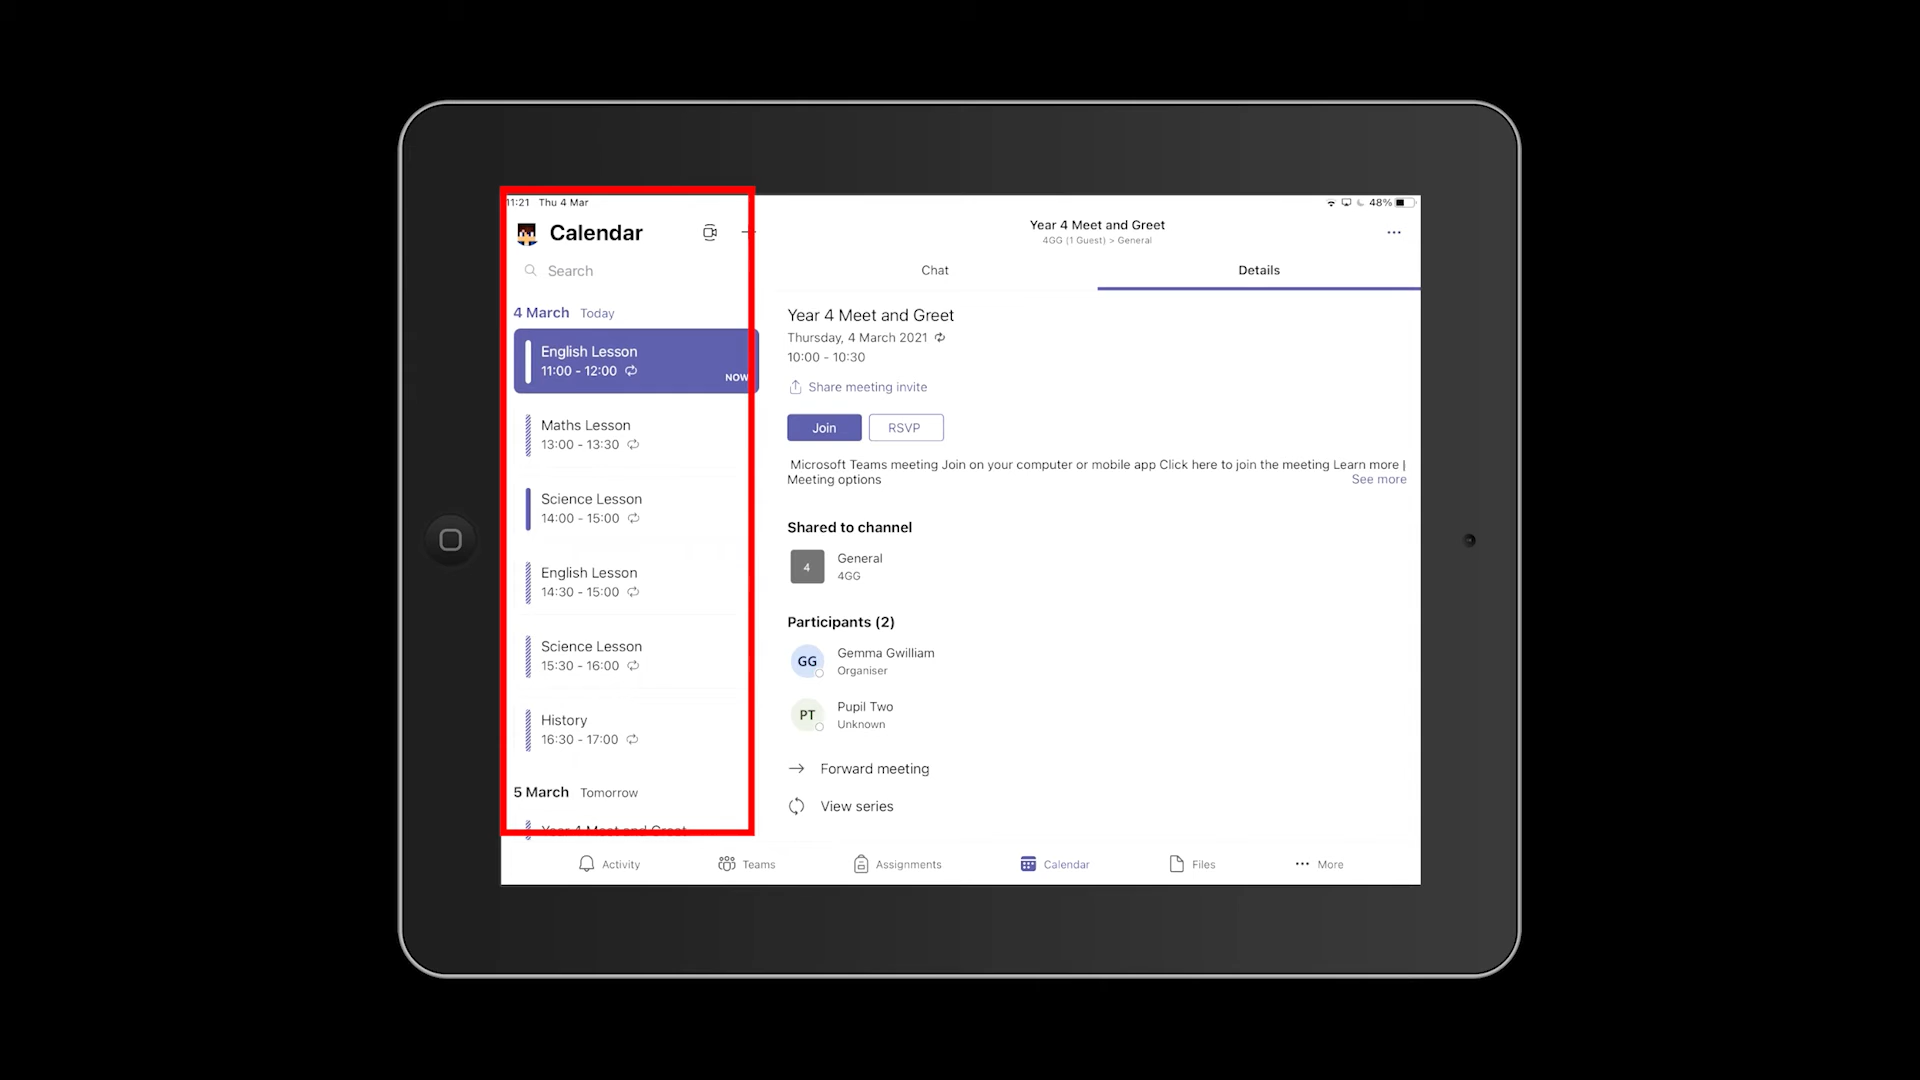 11:21 Thu 4 Mar
48%
Calendar
Search
4 March Today
English Lesson
11:00 - 12:00
NOW
Maths Lesson
13:00 - 13:30
Science Lesson
14:00 - 15:00
English Lesson
14:30 - 15:00
Science Lesson
15:30 - 16:00
History
16:30 - 17:00
5 March Tomorrow
Year 4 Meet and Greet
Year 4 Meet and Greet
4GG (1 Guest) > General
Chat
Details
Year 4 Meet and Greet
Thursday, 4 March 2021
10:00 - 10:30
Share meeting invite
Join RSVP
Microsoft Teams meeting Join on your computer or mobile app Click here to join the meeting Learn more |
Meeting options
See more
Shared to channel
4
General
4GG
Participants (2)
GG
Gemma Gwilliam
Organiser
PT
Pupil Two
Unknown
Forward meeting
View series
Activity Teams Assignments Calendar Files More